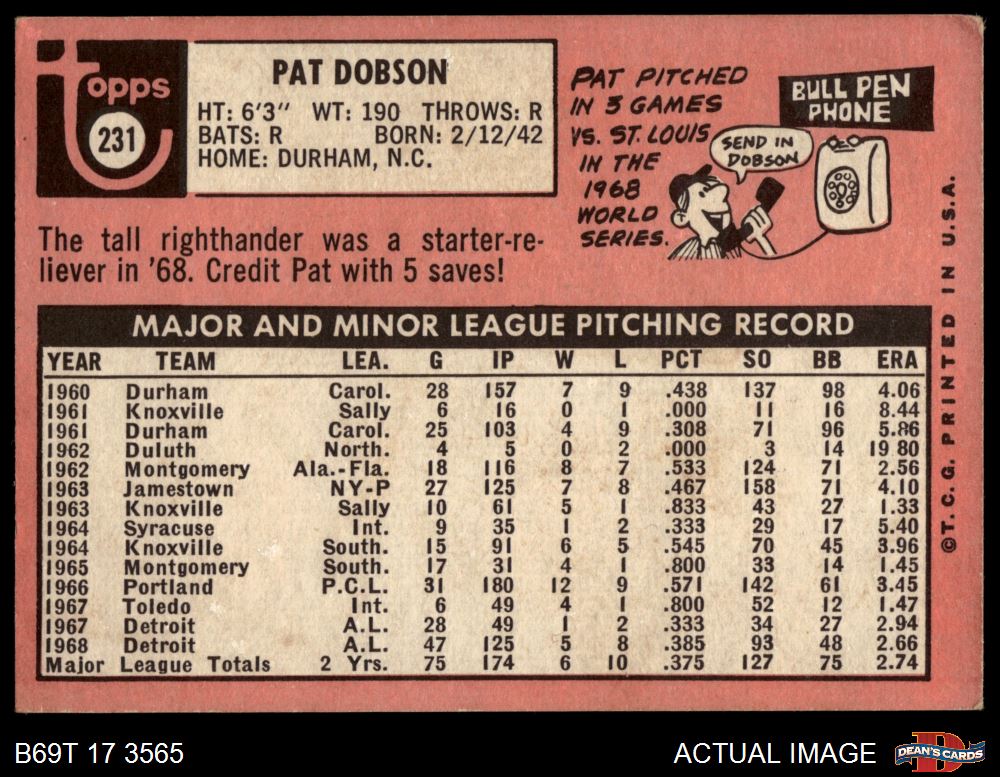 Topps
231
PAT DOBSON
HT: 6'3" WT: 190 THROWS: R
BATS: R BORN: 2/12/42
HOME: DURHAM, N.C.
PAT PITCHED
IN 3 GAMES
VS. ST. LOUIS
IN THE
1968
WORLD
SERIES.
SEND IN
DOBSON
BULL PEN
PHONE
The tall righthander was a starter-re-
liever in '68. Credit Pat with 5 saves!
MAJOR AND MINOR LEAGUE PITCHING RECORD
YEAR TEAM LEA. G IP W L PCT SO BB ERA
1960 Durham Carol. 28 157 7 9 .438 137 98 4.06
1961 Knoxville Sally 6 16 0 1 .000 11 16 8.44
1961 Durham Carol. 25 103 4 9 .308 71 96 5.86
1962 Duluth North. 4 5 0 2 .000 3 14 19.80
1962 Montgomery Ala.-Fla. 18 116 8 7 .533 124 71 2.56
1963 Jamestown NY-P 27 125 7 8 .467 158 71 4.10
1963 Knoxville Sally 10 61 5 1 .833 43 27 1.33
1964 Syracuse Int. 9 35 1 2 .333 29 17 5.40
1964 Knoxville South. 15 91 6 5 .545 70 45 3.96
1965 Montgomery South. 17 31 4 1 .800 33 14 1.45
1966 Portland P.C.L. 31 180 12 9 .571 142 61 3.45
1967 Toledo Int. 6 49 4 1 .800 52 12 1.47
1967 Detroit A.L. 28 49 1 2 .333 34 27 2.94
1968 Detroit A.L. 47 125 5 8 .385 93 48 2.66
Major League Totals 2 Yrs. 75 174 6 10 .375 127 75 2.74
©T.C.G. PRINTED IN U.S.A.
B69T 17 3565
ACTUAL IMAGE
DEAN'S CARDS